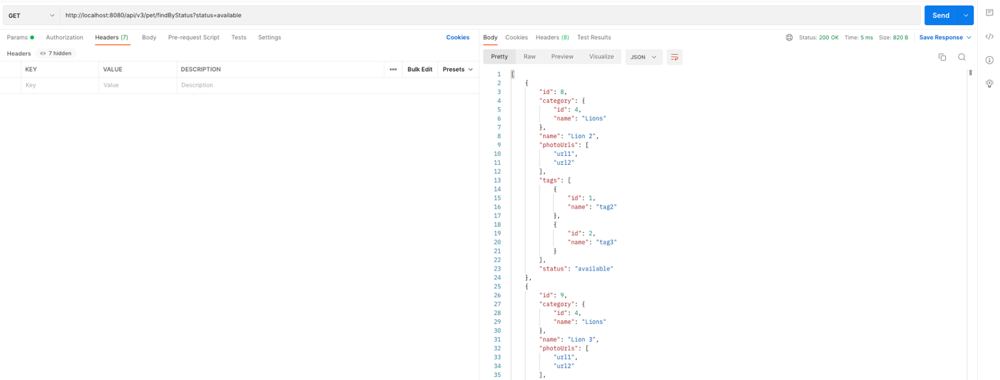 GET
http://localhost:8080/api/v3/pet/findByStatus?status=available
Send
Params Authorization Headers (7) Body Pre-request Script Tests Settings Cookies
Headers 7 hidden
KEY VALUE DESCRIPTION ••• Bulk Edit Presets
Key Value Description
Body Cookies Headers (8) Test Results Status: 200 OK Time: 5 ms Size: 820 B Save Response
Pretty Raw Preview Visualize JSON
1 [
2 {
3 "id": 8,
4 "category": {
5 "id": 4,
6 "name": "Lions"
7 },
8 "name": "Lion 2",
9 "photoUrls": [
10 "url1",
11 "url2"
12 ],
13 "tags": [
14 {
15 "id": 1,
16 "name": "tag2"
17 },
18 {
19 "id": 2,
20 "name": "tag3"
21 }
22 ],
23 "status": "available"
24 },
25 {
26 "id": 9,
27 "category": {
28 "id": 4,
29 "name": "Lions"
30 },
31 "name": "Lion 3",
32 "photoUrls": [
33 "url1",
34 "url2"
35 ],